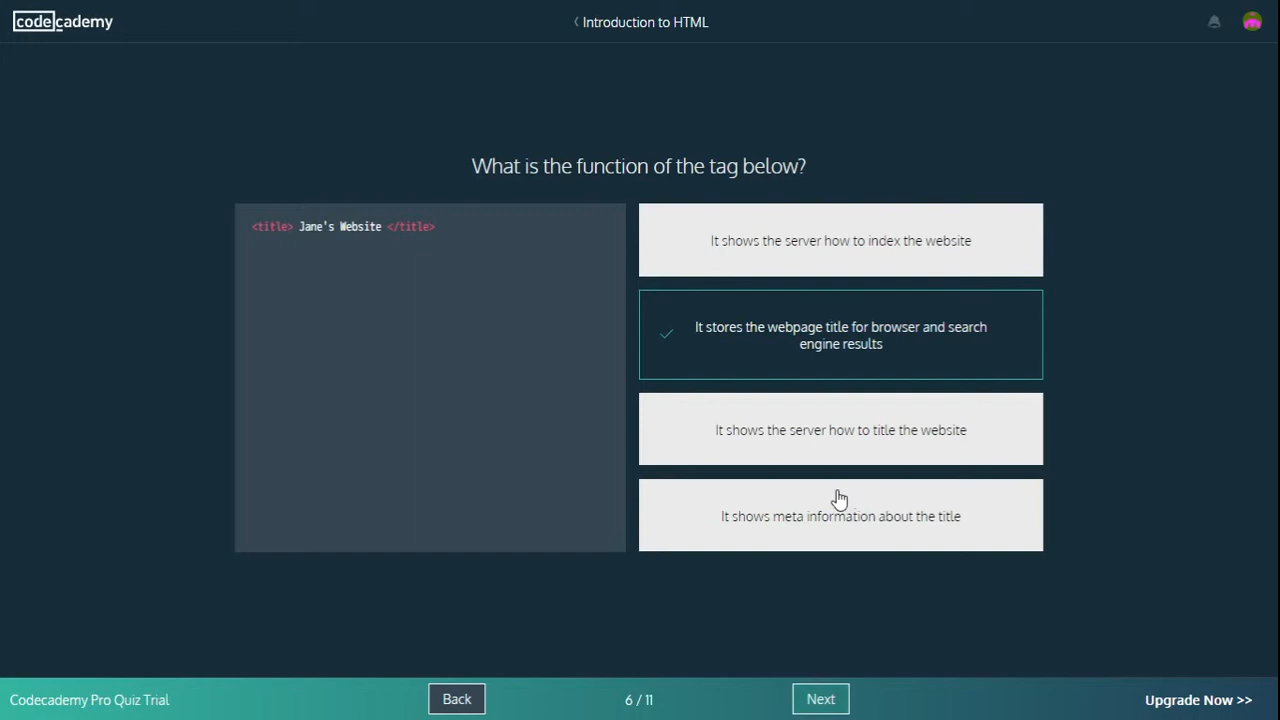 codecademy
Introduction to HTML
What is the function of the tag below?
<title> Jane's Website </title>
It shows the server how to index the website
It stores the webpage title for browser and search
engine results
It shows the server how to title the website
It shows meta information about the title
Codecademy Pro Quiz Trial
Back
6 / 11
Next
Upgrade Now >>